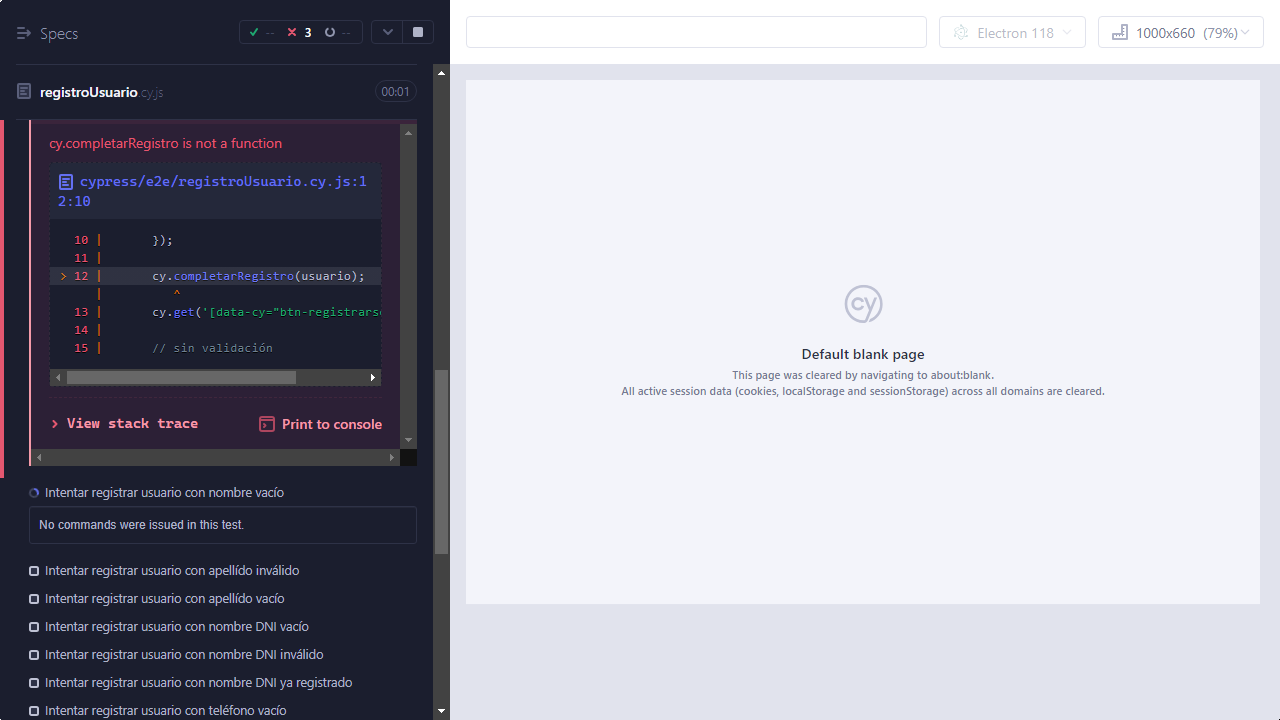 Specs
-- 3 --
Electron 118
1000x660 (79%)
registroUsuario.cy.js
00:01
cy.completarRegistro is not a function
cypress/e2e/registroUsuario.cy.js:1
2:10
10 | });
11 |
> 12 | cy.completarRegistro(usuario);
| ^
13 | cy.get('[data-cy="btn-registrars
14 |
15 | // sin validación
View stack trace
Print to console
Intentar registrar usuario con nombre vacío
No commands were issued in this test.
Intentar registrar usuario con apellído inválido
Intentar registrar usuario con apellído vacío
Intentar registrar usuario con nombre DNI vacío
Intentar registrar usuario con nombre DNI inválido
Intentar registrar usuario con nombre DNI ya registrado
Intentar registrar usuario con teléfono vacío
cy
Default blank page
This page was cleared by navigating to about:blank.
All active session data (cookies, localStorage and sessionStorage) across all domains are cleared.